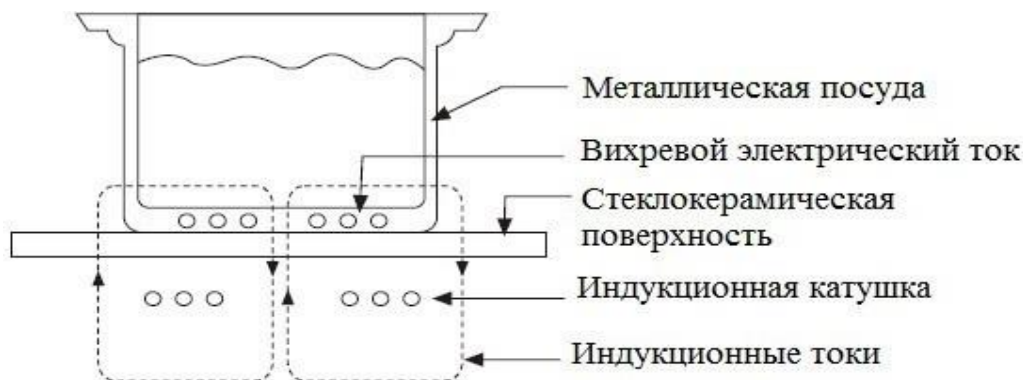 Металлическая посуда
Вихревой электрический ток
Стеклокерамическая
поверхность
Индукционная катушка
Индукционные токи